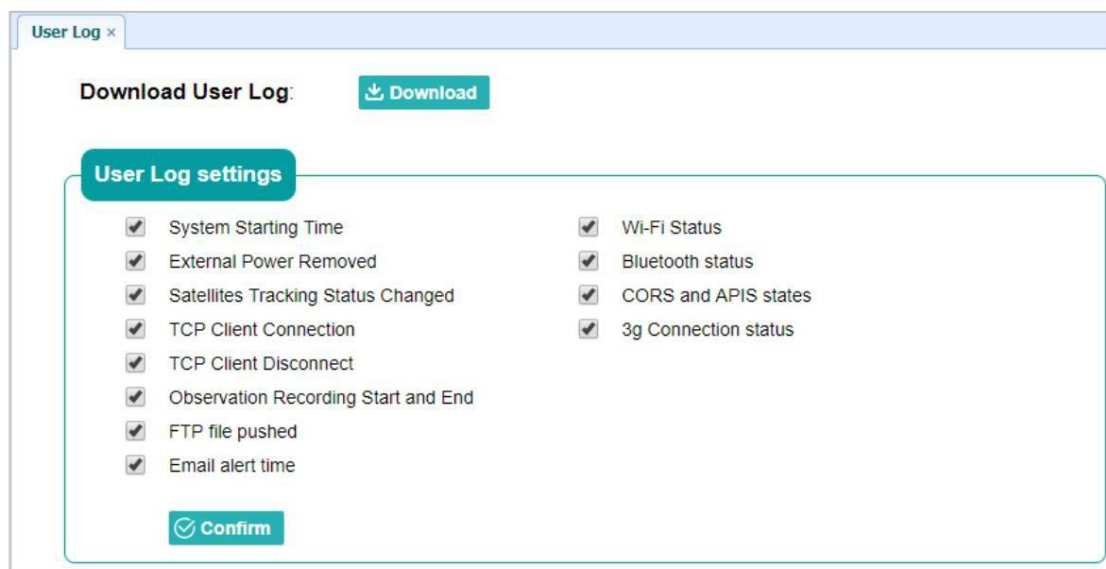 User Log ×
Download User Log: Download
User Log settings
System Starting Time
External Power Removed
Satellites Tracking Status Changed
TCP Client Connection
TCP Client Disconnect
Observation Recording Start and End
FTP file pushed
Email alert time
Wi-Fi Status
Bluetooth status
CORS and APIS states
3g Connection status
Confirm